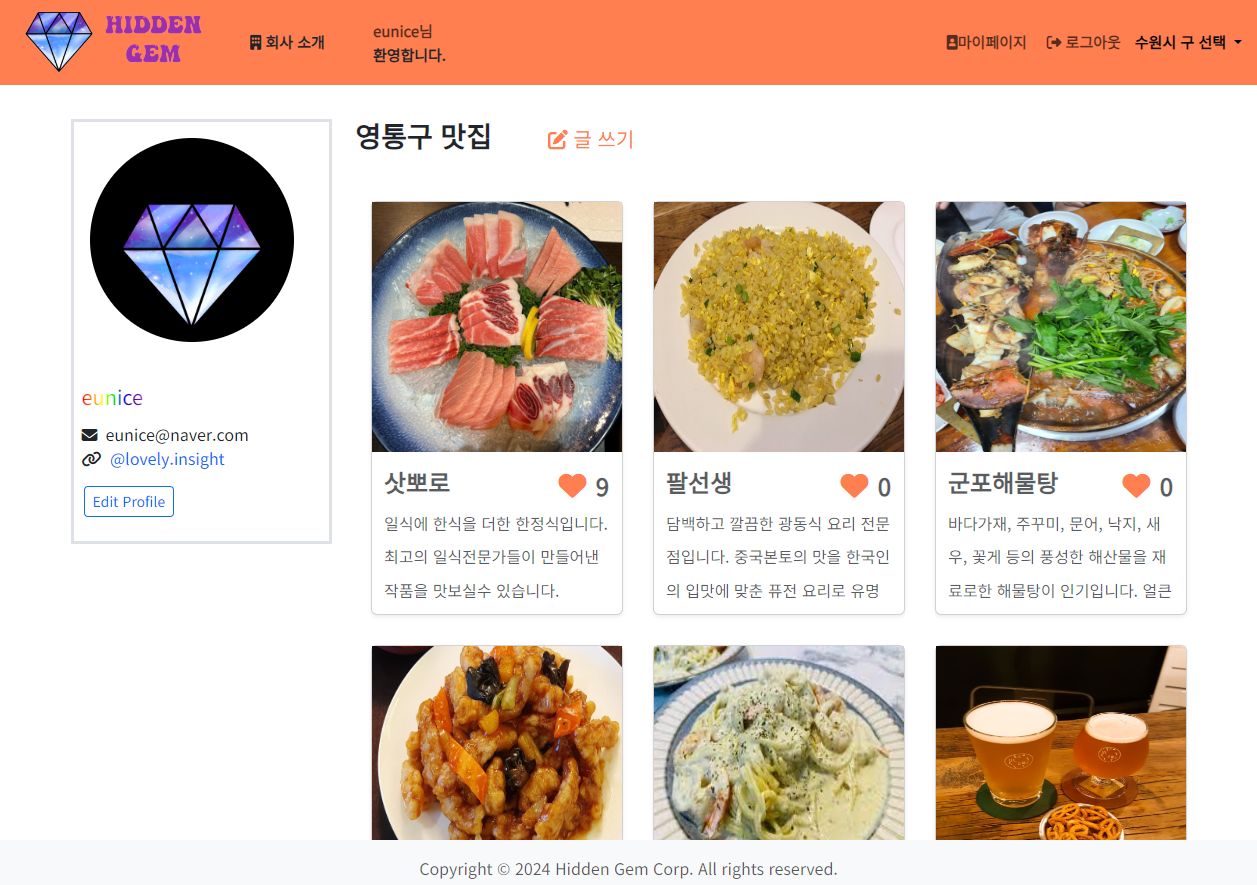 HIDDEN
GEM
회사 소개
eunice님
환영합니다.
마이페이지
로그아웃
수원시 구 선택
eunice
eunice@naver.com
@lovely.insight
Edit Profile
영통구 맛집
글 쓰기
삿뽀로
9
일식에 한식을 더한 한정식입니다.
최고의 일식전문가들이 만들어낸
작품을 맛보실수 있습니다.
팔선생
0
담백하고 깔끔한 광동식 요리 전문
점입니다. 중국본토의 맛을 한국인
의 입맛에 맞춘 퓨전 요리로 유명
군포해물탕
0
바다가재, 주꾸미, 문어, 낙지, 새
우, 꽃게 등의 풍성한 해산물을 재
료로한 해물탕이 인기입니다. 얼큰
Copyright © 2024 Hidden Gem Corp. All rights reserved.